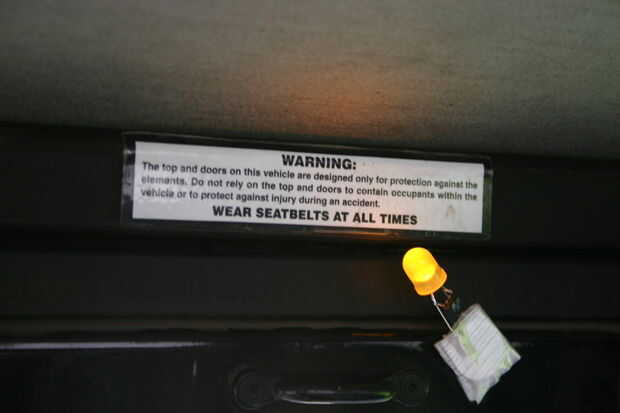 WARNING:
The top and doors on this vehicle are designed only for protection against the
elements. Do not rely on the top and doors to contain occupants within the
vehicle or to protect against injury during an accident.
WEAR SEATBELTS AT ALL TIMES